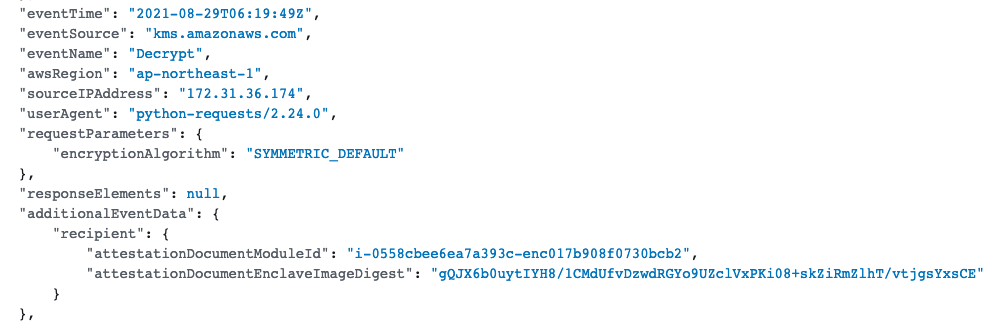 "eventTime": "2021-08-29T06:19:49Z",
"eventSource": "kms.amazonaws.com",
"eventName": "Decrypt",
"awsRegion": "ap-northeast-1",
"sourceIPAddress": "172.31.36.174",
"userAgent": "python-requests/2.24.0",
"requestParameters": {
"encryptionAlgorithm": "SYMMETRIC_DEFAULT"
},
"responseElements": null,
"additionalEventData": {
"recipient": {
"attestationDocumentModuleId": "i-0558cbee6ea7a393c-enc017b908f0730bcb2",
"attestationDocumentEnclaveImageDigest": "gQJX6b0uytIYH8/1CMdUfvDzwdRGYo9UZclVxPKi08+skZiRmZlhT/vtjgsYxsCE"
}
},